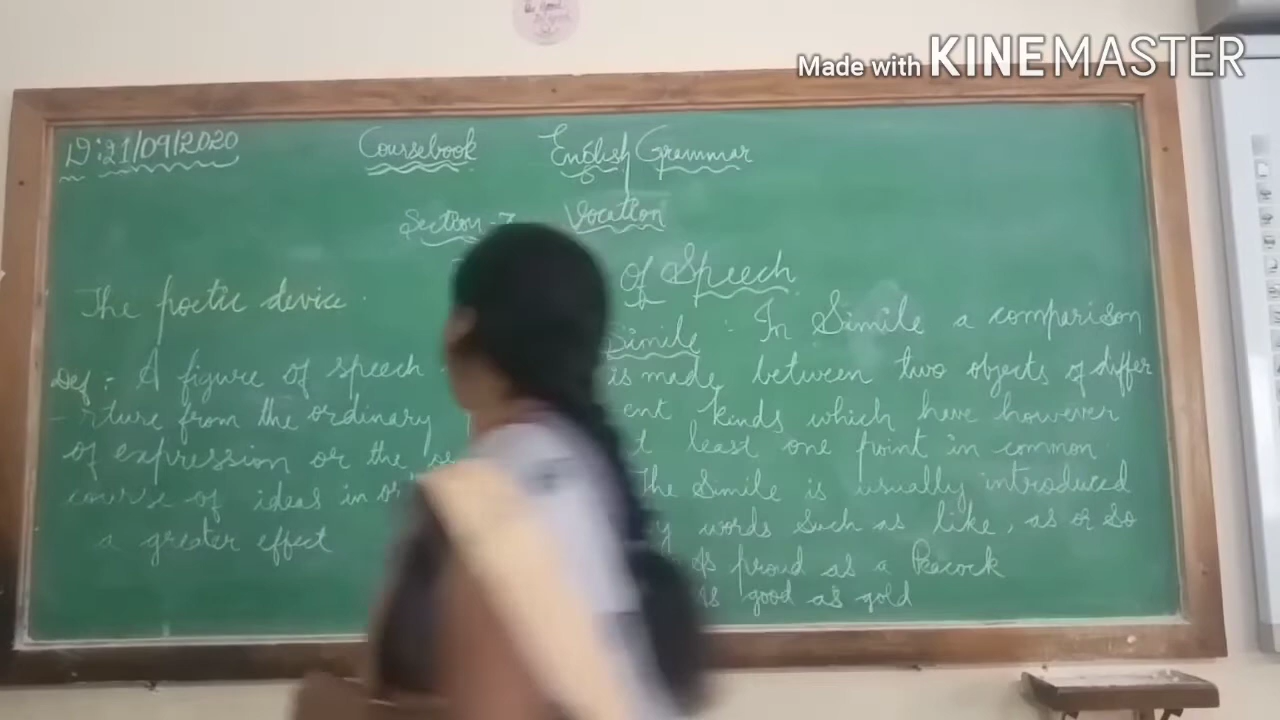 Made with KINEMASTER
D:21/09/2020 Coursebook English Grammar
Section-7 Vocation
of Speech
The poetic device.
Def: A figure of speech
-rture from the ordinary
of expression or the
course of ideas in or
a greater effect
Simile: In Simile a comparison
is made between two objects of differ
ent kinds which have however
t least one point in common
The Simile is usually introduced
y words such as like, as or so
As proud as a Peacock
As good as gold